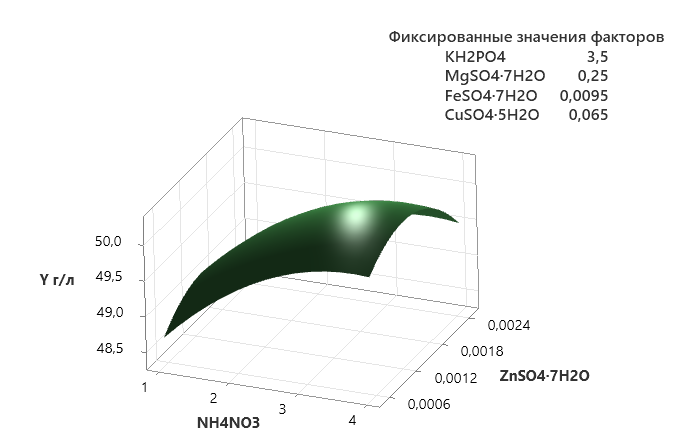 Фиксированные значения факторов
KH2PO4 3,5
MgSO4·7H2O 0,25
FeSO4·7H2O 0,0095
CuSO4·5H2O 0,065
50,0
Y г/л
49,5
49,0
48,5
0,0024
0,0018
ZnSO4·7H2O
0,0012
0,0006
1
2
3
4
NH4NO3